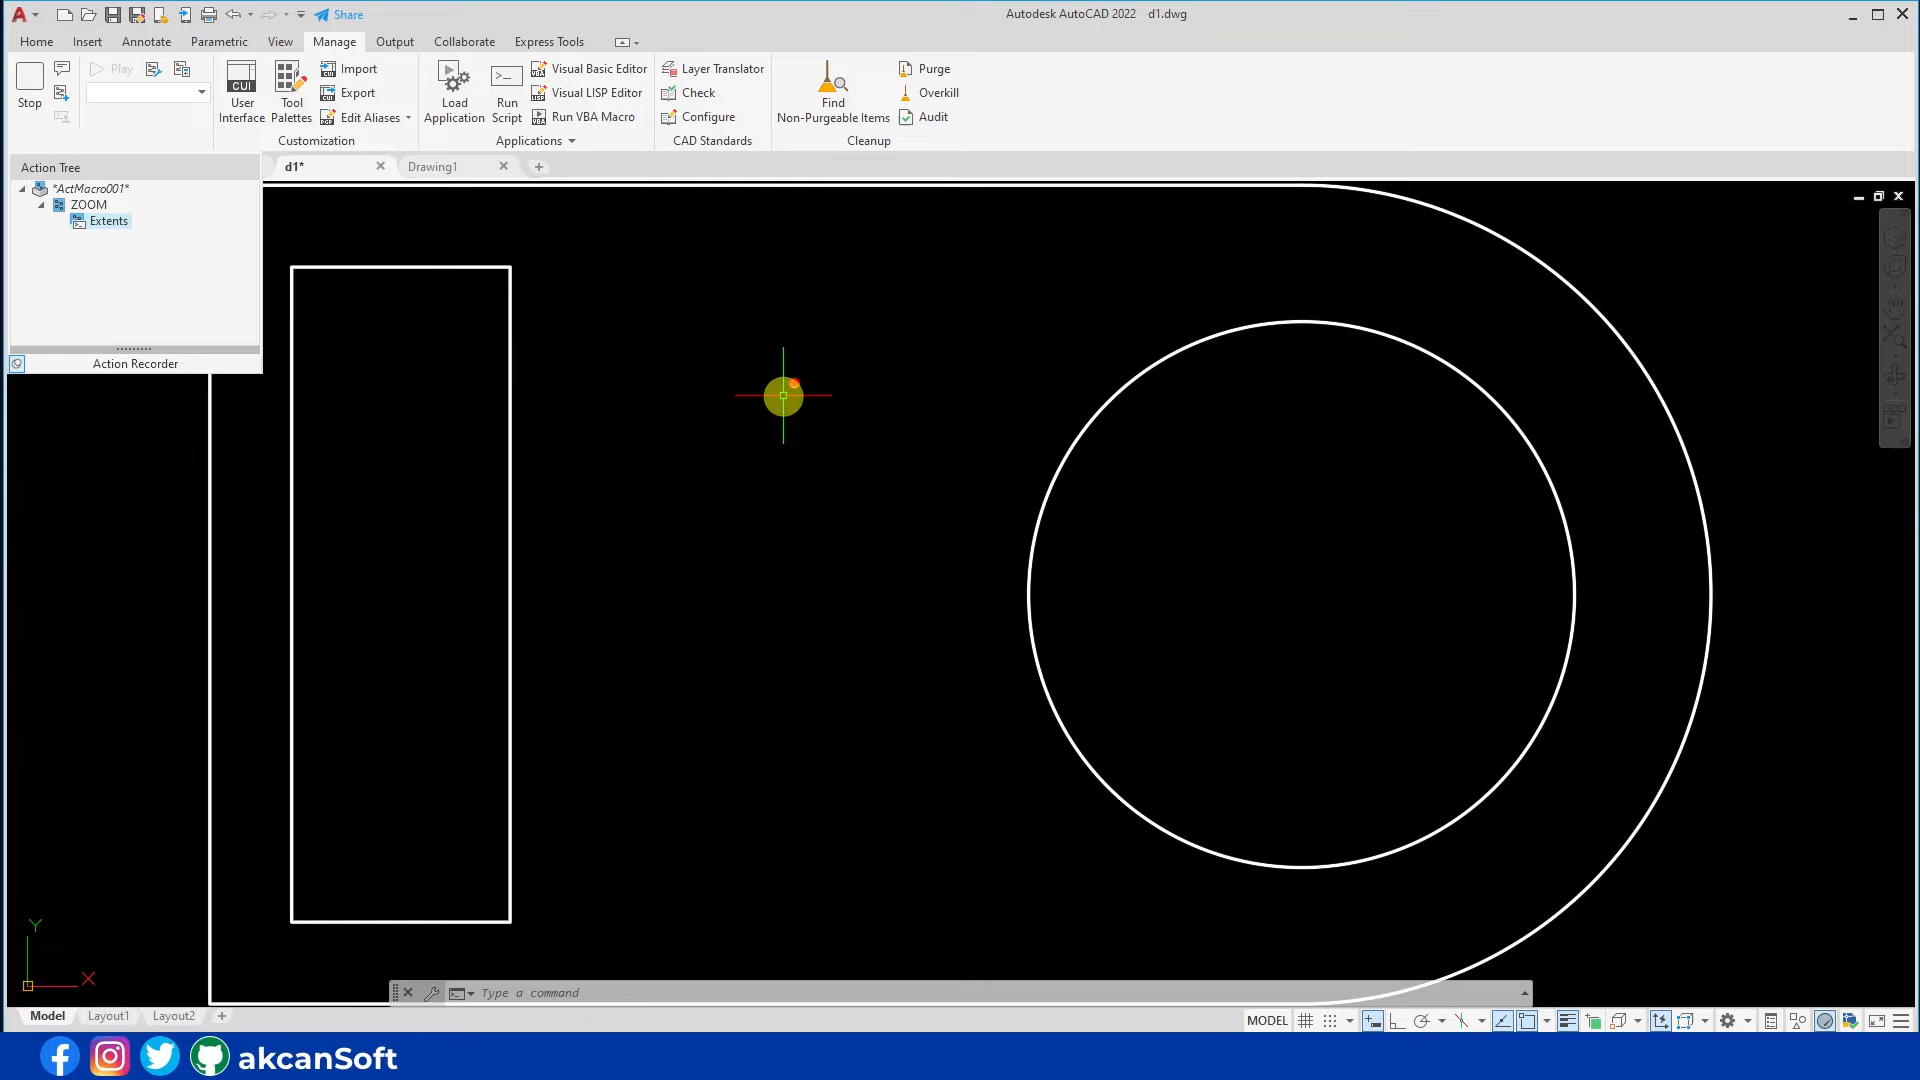 Share
Autodesk AutoCAD 2022 d1.dwg
Home Insert Annotate Parametric View Manage Output Collaborate Express Tools
Stop
Play
CUI
User
Interface
Tool
Palettes
Import
Export
Edit Aliases
Customization
Load
Application
Run
Script
Visual Basic Editor
Visual LISP Editor
Run VBA Macro
Applications
Layer Translator
Check
Configure
CAD Standards
Find
Non-Purgeable Items
Purge
Overkill
Audit
Cleanup
Action Tree
*ActMacro001*
ZOOM
Extents
Action Recorder
d1*
Drawing1
Y
X
Type a command
Model Layout1 Layout2
MODEL
akcanSoft